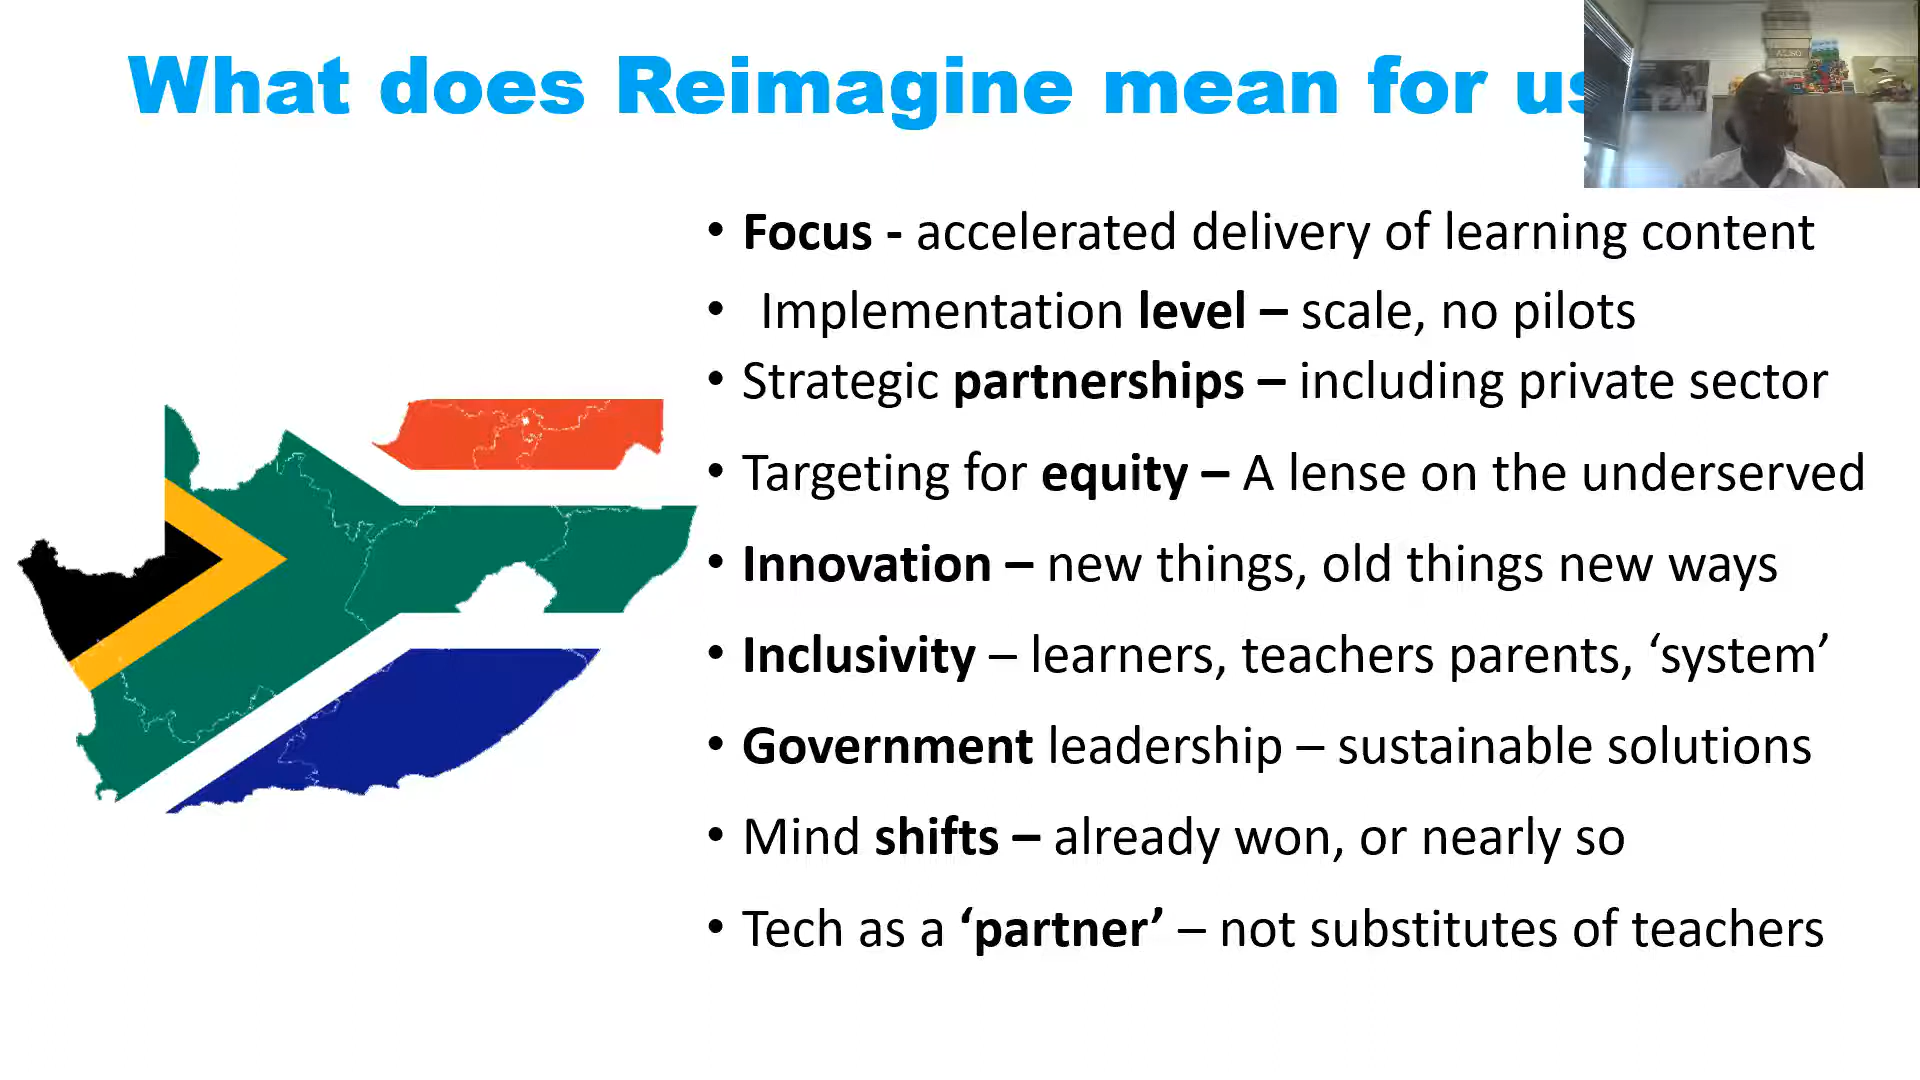 What does Reimagine mean for us
• Focus - accelerated delivery of learning content
• Implementation level – scale, no pilots
• Strategic partnerships – including private sector
• Targeting for equity – A lense on the underserved
• Innovation – new things, old things new ways
• Inclusivity – learners, teachers parents, ‘system’
• Government leadership – sustainable solutions
• Mind shifts – already won, or nearly so
• Tech as a ‘partner’ – not substitutes of teachers